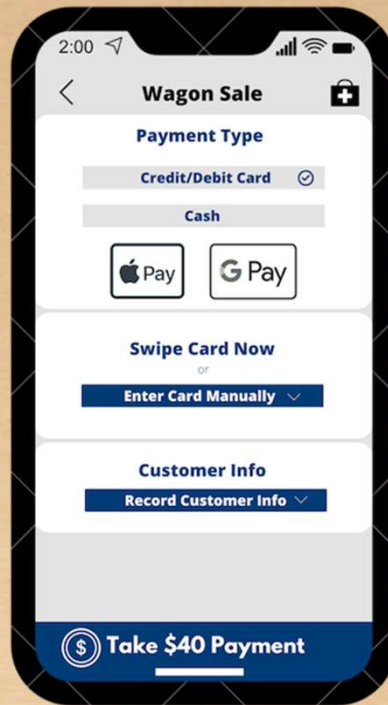 2:00
Wagon Sale
Payment Type
Credit/Debit Card
Cash
Pay
G Pay
Swipe Card Now
or
Enter Card Manually
Record Customer Info
Customer Info
$ Take $40 Payment